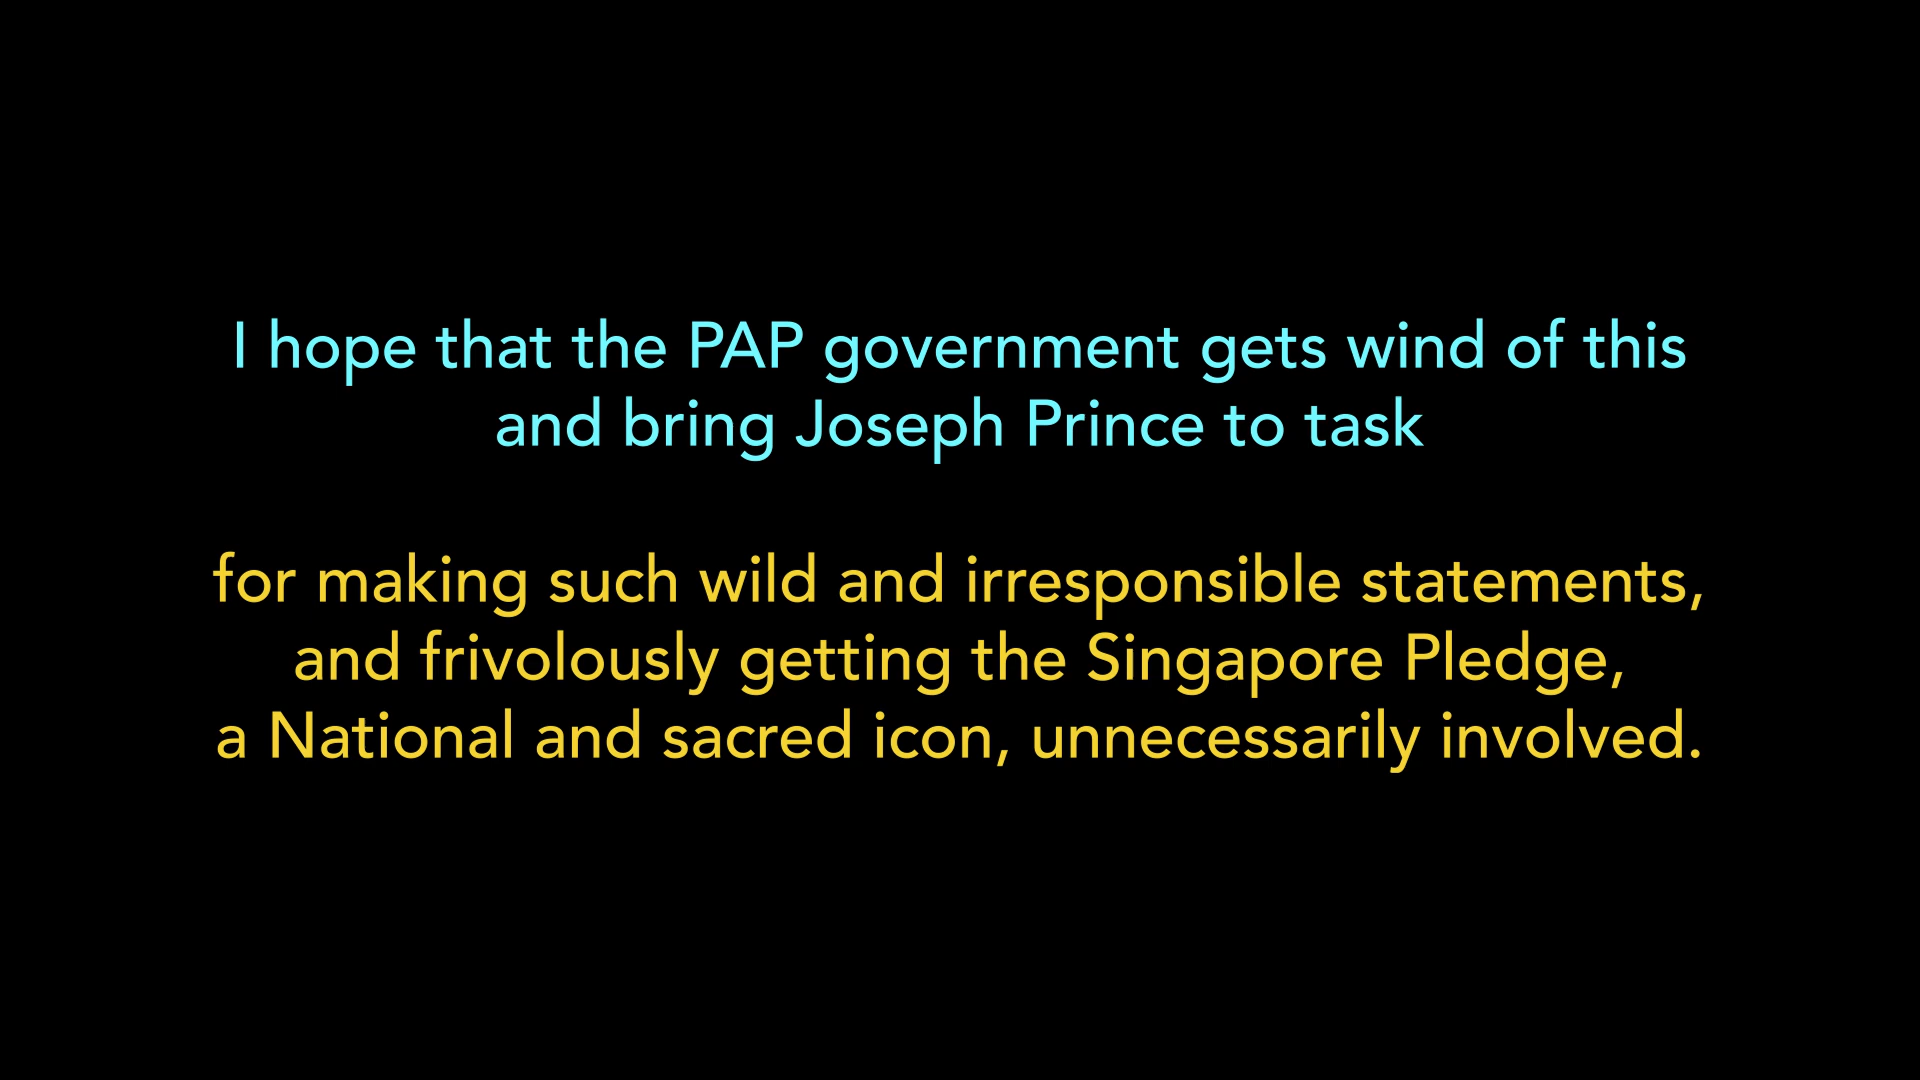 I hope that the PAP government gets wind of this
and bring Joseph Prince to task
for making such wild and irresponsible statements,
and frivolously getting the Singapore Pledge,
a National and sacred icon, unnecessarily involved.